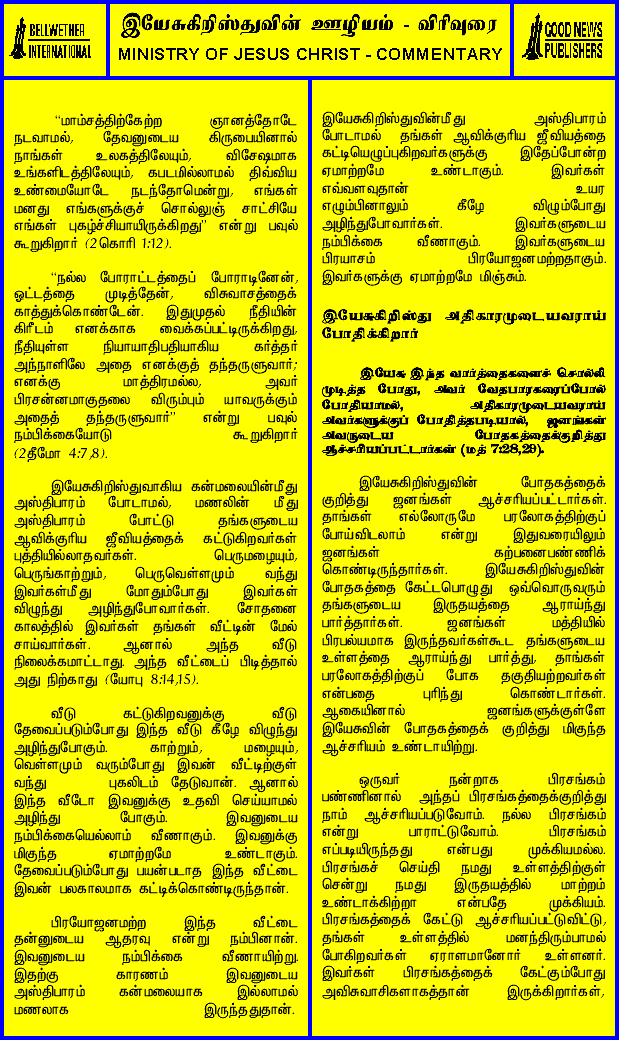 BELLWETHER
INTERNATIONAL
இயேசுகிறிஸ்துவின் ஊழியம் - விரிவுரை
MINISTRY OF JESUS CHRIST - COMMENTARY
GOOD NEWS
PUBLISHERS
“மாம்சத்திற்கேற்ற ஞானத்தோடே
நடவாமல், தேவனுடைய கிருபையினால்
நாங்கள் உலகத்திலேயும், விசேஷமாக
உங்களிடத்திலேயும், கபடமில்லாமல் திவ்விய
உண்மையோடே நடந்தோமென்று, எங்கள்
மனது எங்களுக்குச் சொல்லுஞ் சாட்சியே
எங்கள் புகழ்ச்சியாயிருக்கிறது” என்று பவுல்
கூறுகிறார் (2கொரி 1:12).
“நல்ல போராட்டத்தைப் போராடினேன்,
ஓட்டத்தை முடித்தேன், விசுவாசத்தைக்
காத்துக்கொண்டேன். இதுமுதல் நீதியின்
கிரீடம் எனக்காக வைக்கப்பட்டிருக்கிறது,
நீதியுள்ள நியாயாதிபதியாகிய கர்த்தர்
அந்நாளிலே அதை எனக்குத் தந்தருளுவார்;
எனக்கு மாத்திரமல்ல, அவர்
பிரசன்னமாகுதலை விரும்பும் யாவருக்கும்
அதைத் தந்தருளுவார்” என்று பவுல்
நம்பிக்கையோடு கூறுகிறார்
(2தீமோ 4:7,8).
இயேசுகிறிஸ்துவாகிய கன்மலையின்மீது
அஸ்திபாரம் போடாமல், மணலின் மீது
அஸ்திபாரம் போட்டு தங்களுடைய
ஆவிக்குரிய ஜீவியத்தைக் கட்டுகிறவர்கள்
புத்தியில்லாதவர்கள். பெருமழையும்,
பெருங்காற்றும், பெருவெள்ளமும் வந்து
இவர்கள்மீது மோதும்போது இவர்கள்
விழுந்து அழிந்துபோவார்கள். சோதனை
காலத்தில் இவர்கள் தங்கள் வீட்டின் மேல்
சாய்வார்கள். ஆனால் அந்த வீடு
நிலைக்கமாட்டாது. அந்த வீட்டைப் பிடித்தால்
அது நிற்காது (யோபு 8:14,15).
வீடு கட்டுகிறவனுக்கு வீடு
தேவைப்படும்போது இந்த வீடு கீழே விழுந்து
அழிந்துபோகும். காற்றும், மழையும்,
வெள்ளமும் வரும்போது இவன் வீட்டிற்குள்
வந்து புகலிடம் தேடுவான். ஆனால்
இந்த வீடோ இவனுக்கு உதவி செய்யாமல்
அழிந்து போகும். இவனுடைய
நம்பிக்கையெல்லாம் வீணாகும். இவனுக்கு
மிகுந்த ஏமாற்றமே உண்டாகும்.
தேவைப்படும்போது பயன்படாத இந்த வீட்டை
இவன் பலகாலமாக கட்டிக்கொண்டிருந்தான்.
பிரயோஜனமற்ற இந்த வீட்டை
தன்னுடைய ஆதரவு என்று நம்பினான்.
இவனுடைய நம்பிக்கை வீணாயிற்று.
இதற்கு காரணம் இவனுடைய
அஸ்திபாரம் கன்மலையாக இல்லாமல்
மணலாக இருந்ததுதான்.
இயேசுகிறிஸ்துவின்மீது அஸ்திபாரம்
போடாமல் தங்கள் ஆவிக்குரிய ஜீவியத்தை
கட்டியெழுப்புகிறவர்களுக்கு இதேப்போன்ற
ஏமாற்றமே உண்டாகும். இவர்கள்
எவ்வளவுதான் உயர
எழும்பினாலும் கீழே விழும்போது
அழிந்துபோவார்கள். இவர்களுடைய
நம்பிக்கை வீணாகும். இவர்களுடைய
பிரயாசம் பிரயோஜனமற்றதாகும்.
இவர்களுக்கு ஏமாற்றமே மிஞ்சும்.
இயேசுகிறிஸ்து அதிகாரமுடையவராய்
போதிக்கிறார்
இயேசு இந்த வார்த்தைகளைச் சொல்லி
முடித்த போது, அவர் வேதபாரகரைப்போல்
போதியாமல், அதிகாரமுடையவராய்
அவர்களுக்குப் போதித்தபடியால், ஜனங்கள்
அவருடைய போதகத்தைக்குறித்து
ஆச்சரியப்பட்டார்கள் (மத் 7:28,29).
இயேசுகிறிஸ்துவின் போதகத்தைக்
குறித்து ஜனங்கள் ஆச்சரியப்பட்டார்கள்.
தாங்கள் எல்லோருமே பரலோகத்திற்குப்
போய்விடலாம் என்று இதுவரையிலும்
ஜனங்கள் கற்பனைபண்ணிக்
கொண்டிருந்தார்கள். இயேசுகிறிஸ்துவின்
போதகத்தை கேட்டபொழுது ஒவ்வொருவரும்
தங்களுடைய இருதயத்தை ஆராய்ந்து
பார்த்தார்கள். ஜனங்கள் மத்தியில்
பிரபல்யமாக இருந்தவர்கள்கூட தங்களுடைய
உள்ளத்தை ஆராய்ந்து பார்த்து, தாங்கள்
பரலோகத்திற்குப் போக தகுதியற்றவர்கள்
என்பதை புரிந்து கொண்டார்கள்.
ஆகையினால் ஜனங்களுக்குள்ளே
இயேசுவின் போதகத்தைக் குறித்து மிகுந்த
ஆச்சரியம் உண்டாயிற்று.
ஒருவர் நன்றாக பிரசங்கம்
பண்ணினால் அந்தப் பிரசங்கத்தைக்குறித்து
நாம் ஆச்சரியப்படுவோம். நல்ல பிரசங்கம்
என்று பாராட்டுவோம். பிரசங்கம்
எப்படியிருந்தது என்பது முக்கியமல்ல.
பிரசங்கச் செய்தி நமது உள்ளத்திற்குள்
சென்று நமது இருதயத்தில் மாற்றம்
உண்டாக்கிற்றா என்பதே முக்கியம்.
பிரசங்கத்தைக் கேட்டு ஆச்சரியப்பட்டுவிட்டு,
தங்கள் உள்ளத்தில் மனந்திரும்பாமல்
போகிறவர்கள் ஏராளமானோர் உள்ளனர்.
இவர்கள் பிரசங்கத்தைக் கேட்கும்போது
அவிசுவாசிகளாகத்தான் இருக்கிறார்கள்,